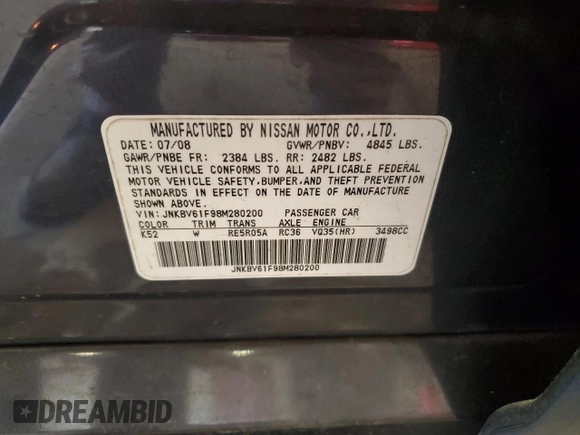 MANUFACTURED BY NISSAN MOTOR CO.,LTD.
DATE: 07/08 GVWR/PNBV: 4845 LBS.
GAWR/PNBE FR: 2384 LBS. RR: 2482 LBS.
THIS VEHICLE CONFORMS TO ALL APPLICABLE FEDERAL
MOTOR VEHICLE SAFETY,BUMPER,AND THEFT PREVENTION
STANDARDS IN EFFECT ON THE DATE OF MANUFACTURE
SHOWN ABOVE.
VIN: JNKBV61F98M280200 PASSENGER CAR
COLOR TRIM TRANS AXLE ENGINE
K52 W RE5R05A RC36 VQ35(HR) 3498CC
JNKBV61F98M280200
DREAMBID